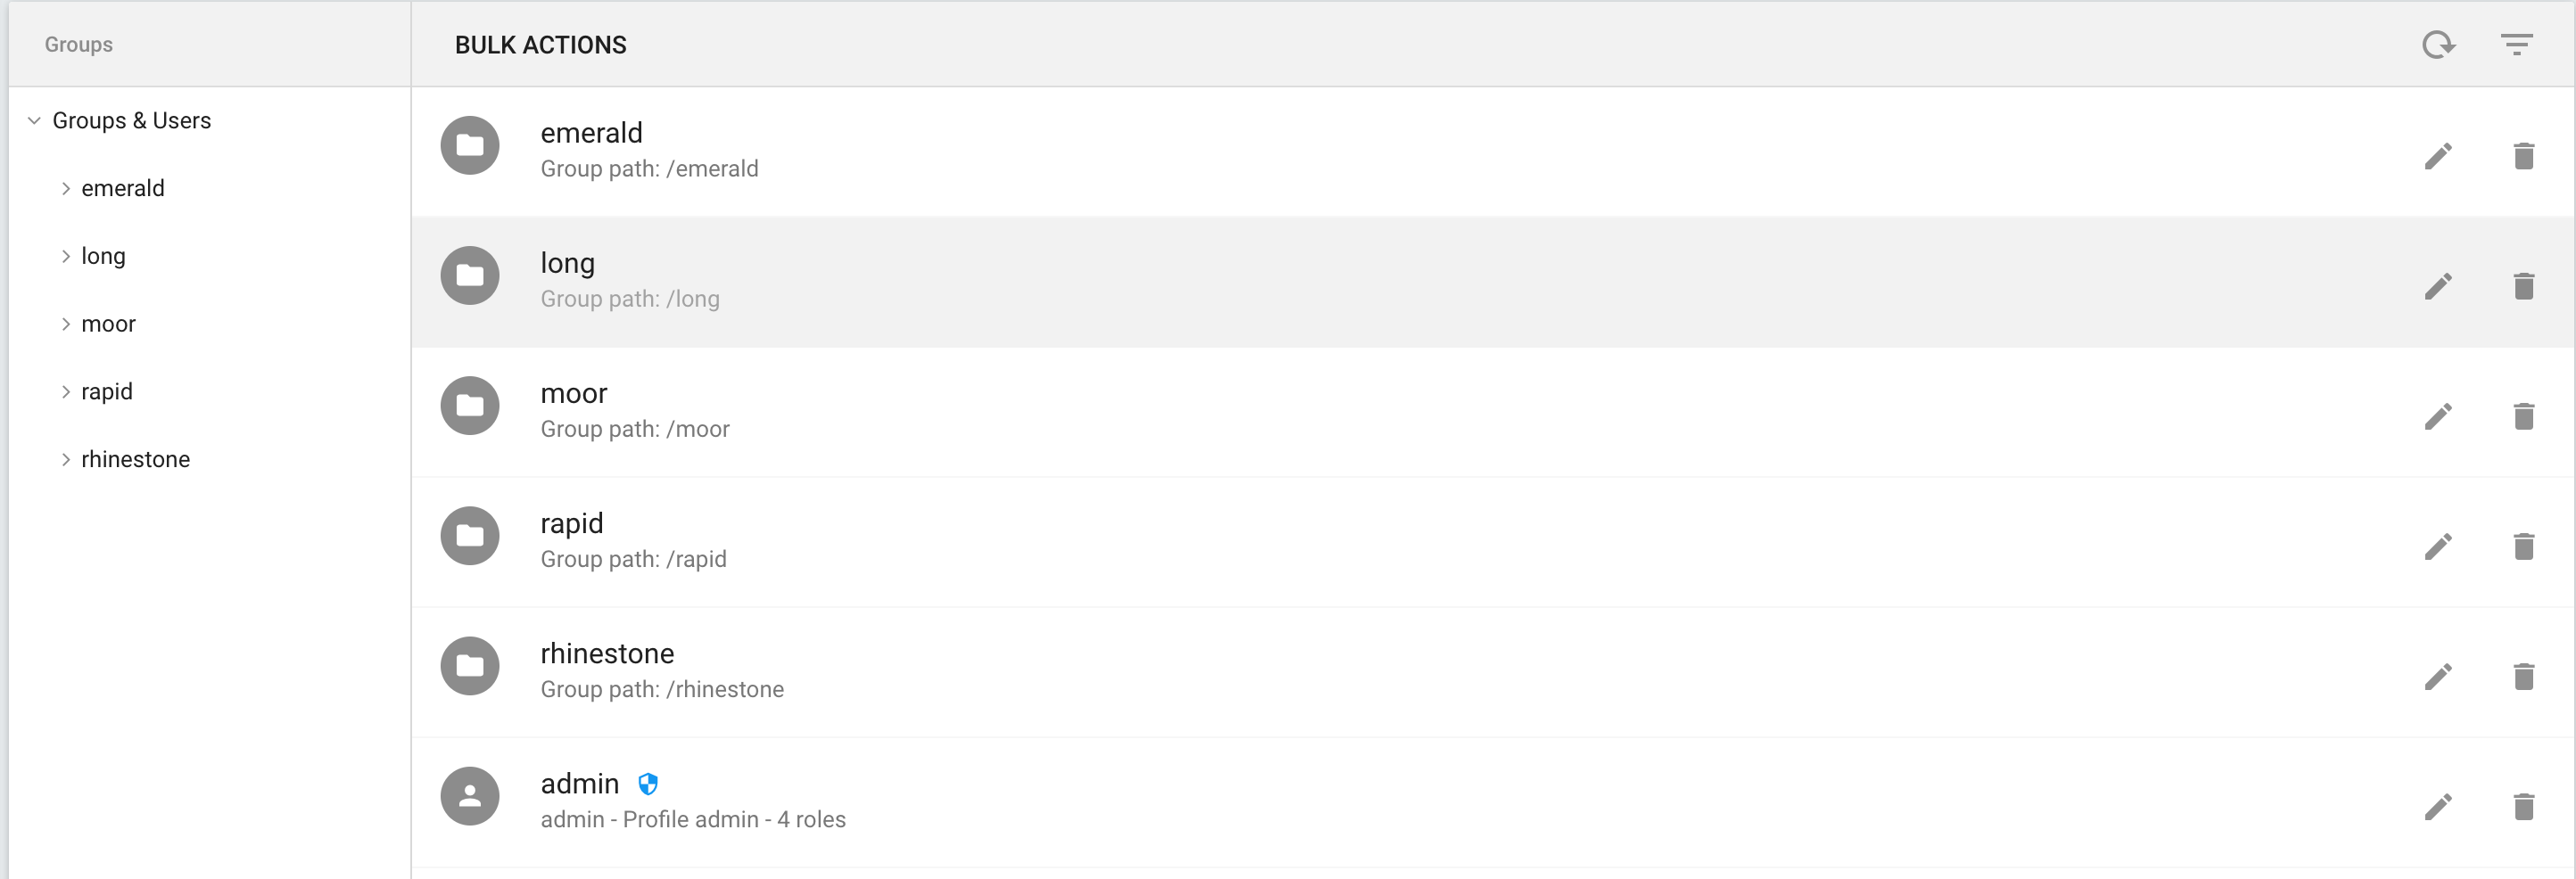 Groups
BULK ACTIONS
Groups & Users
emerald
long
moor
rapid
rhinestone
emerald
Group path: /emerald
long
Group path: /long
moor
Group path: /moor
rapid
Group path: /rapid
rhinestone
Group path: /rhinestone
admin
admin - Profile admin - 4 roles